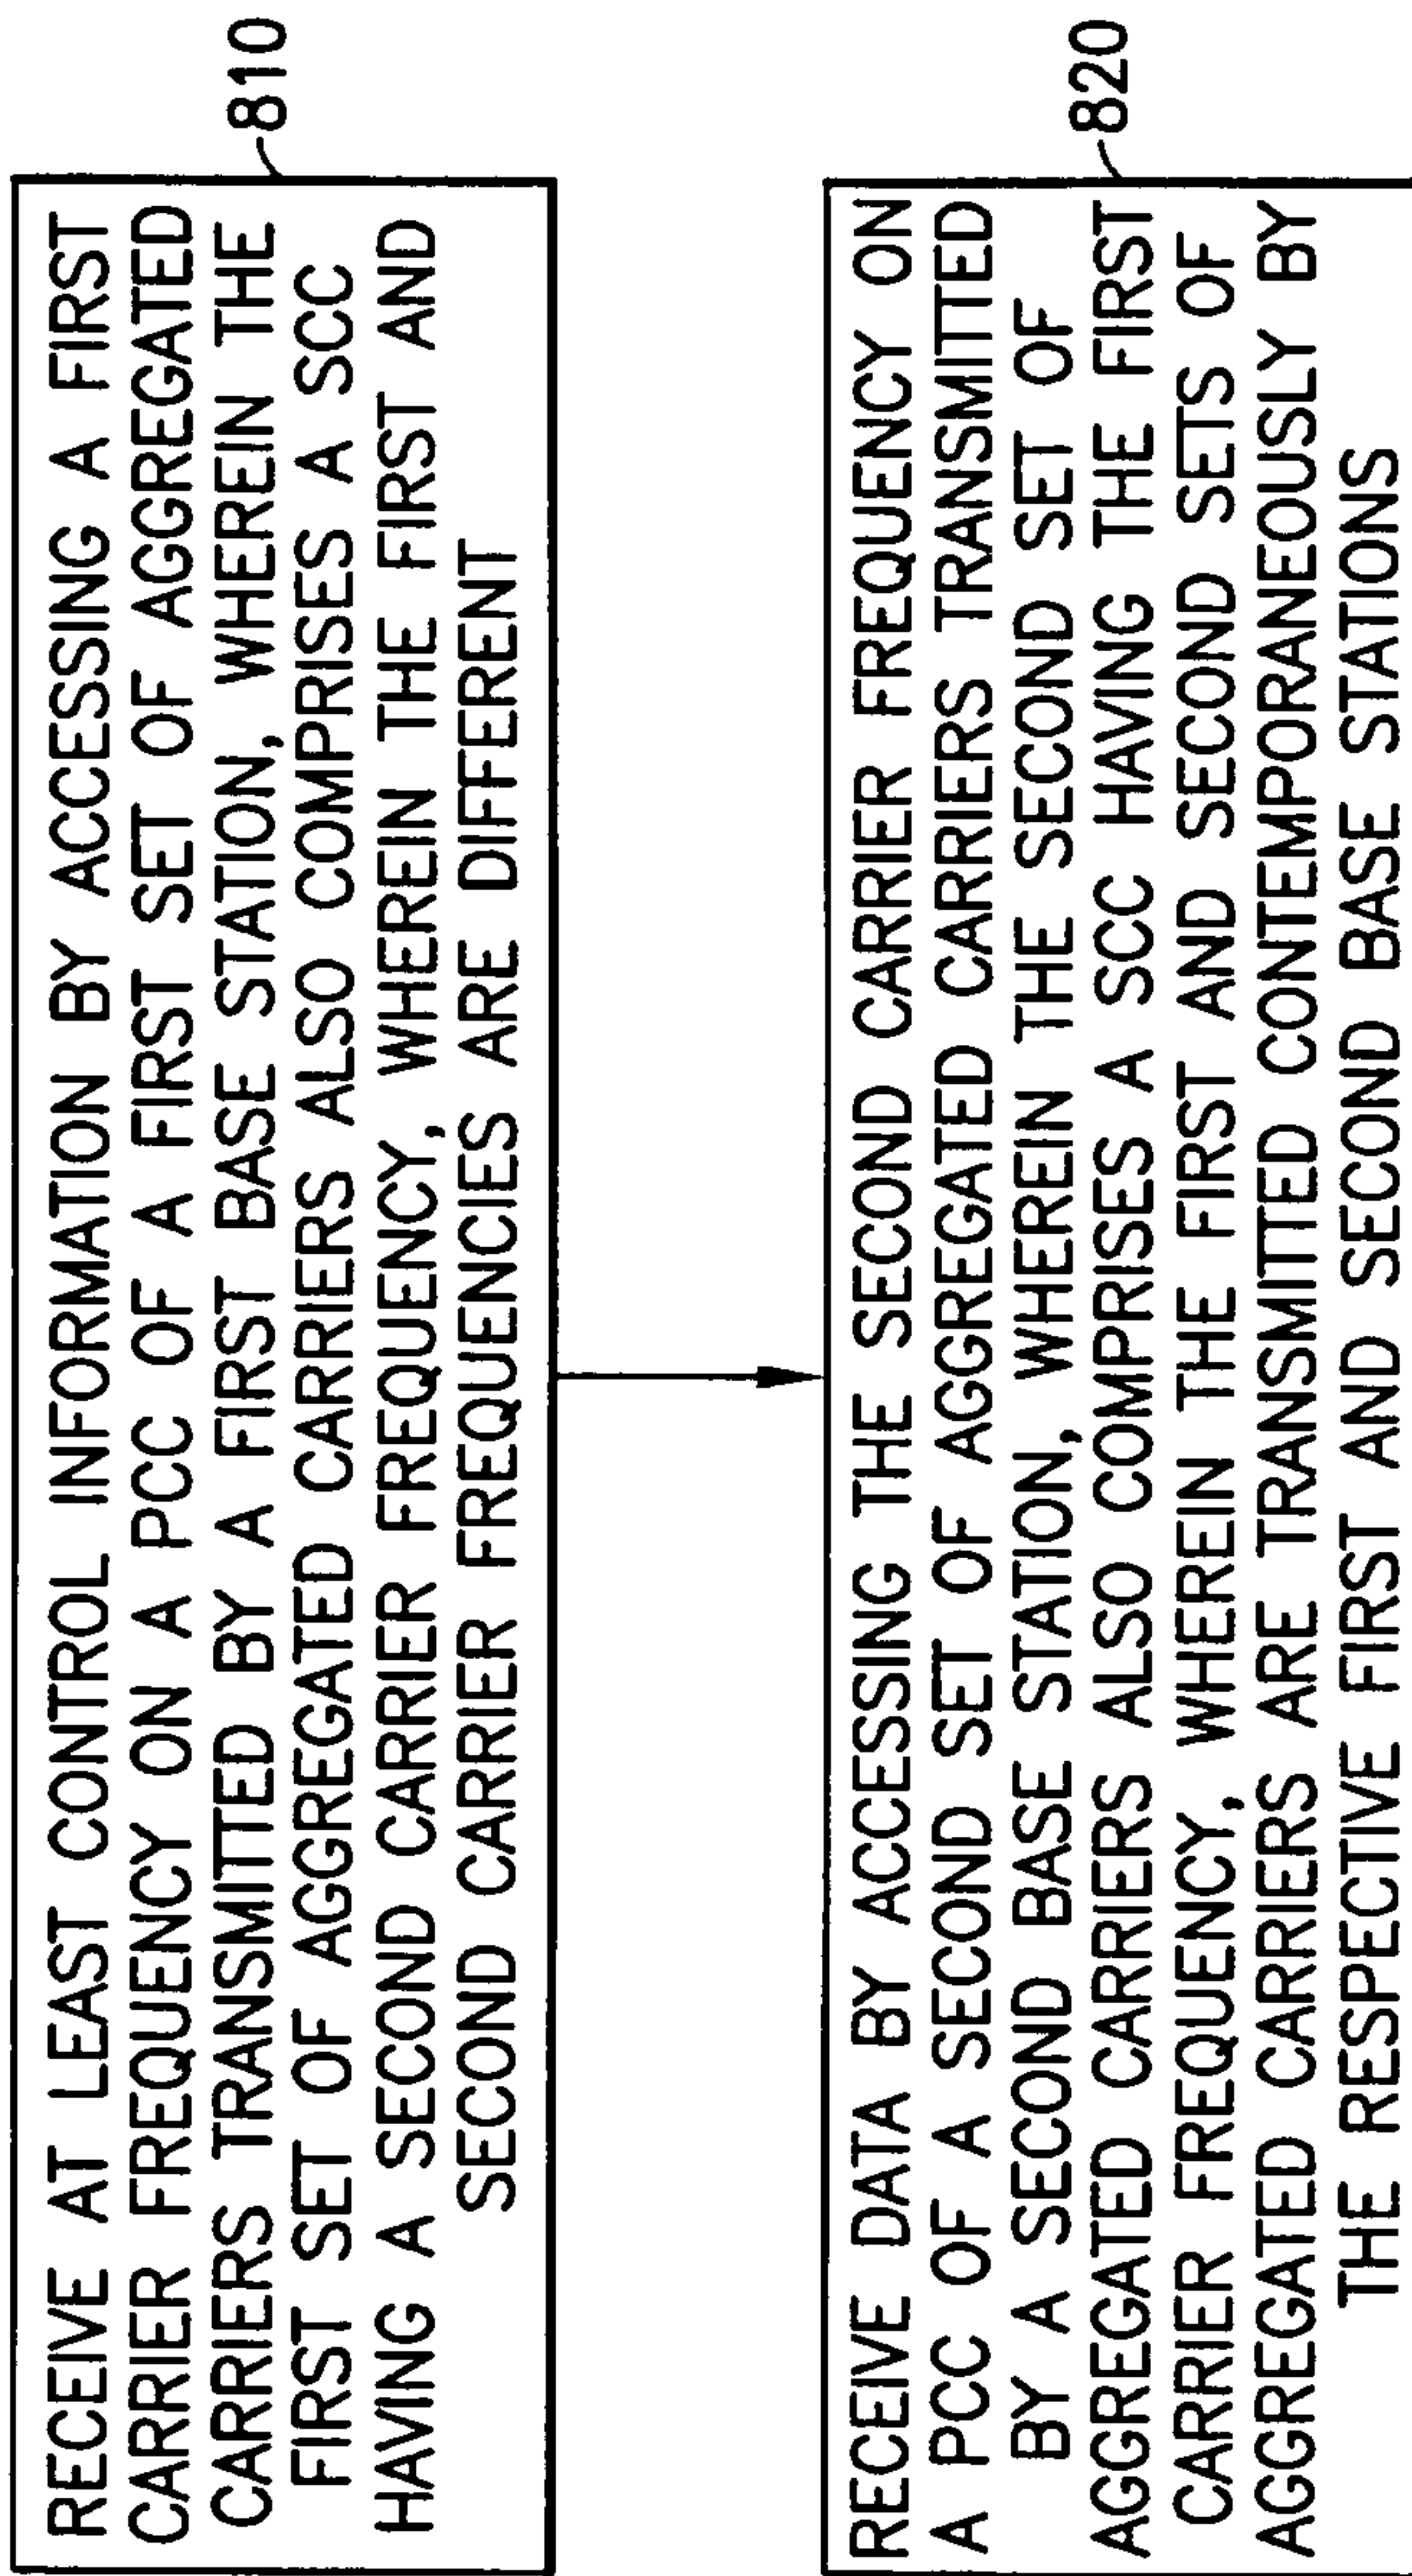 RECEIVE AT LEAST CONTROL INFORMATION BY ACCESSING A FIRST
CARRIER FREQUENCY ON A PCC OF A FIRST SET OF AGGREGATED
CARRIERS TRANSMITTED BY A FIRST BASE STATION, WHEREIN THE
FIRST SET OF AGGREGATED CARRIERS ALSO COMPRISES A SCC
HAVING A SECOND CARRIER FREQUENCY, WHEREIN THE FIRST AND
SECOND CARRIER FREQUENCIES ARE DIFFERENT
810
RECEIVE DATA BY ACCESSING THE SECOND CARRIER FREQUENCY ON
A PCC OF A SECOND SET OF AGGREGATED CARRIERS TRANSMITTED
BY A SECOND BASE STATION, WHEREIN THE SECOND SET OF
AGGREGATED CARRIERS ALSO COMPRISES A SCC HAVING THE FIRST
CARRIER FREQUENCY, WHEREIN THE FIRST AND SECOND SETS OF
AGGREGATED CARRIERS ARE TRANSMITTED CONTEMPORANEOUSLY BY
THE RESPECTIVE FIRST AND SECOND BASE STATIONS
820